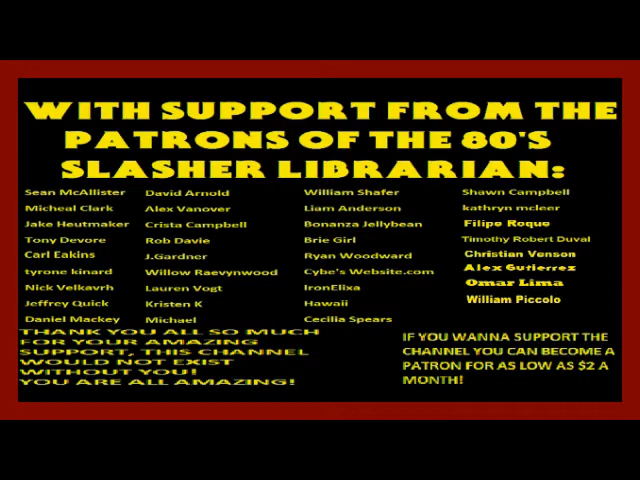 WITH SUPPORT FROM THE
PATRONS OF THE 80'S
SLASHER LIBRARIAN:
Sean McAllister
Micheal Clark
Jake Heutmaker
Tony Devore
Carl Eakins
tyrone kinard
Nick Velkavrh
Jeffrey Quick
Daniel Mackey
David Arnold
Alex Vanover
Crista Campbell
Rob Davie
J.Gardner
Willow Raevynwood
Lauren Vogt
Kristen K
Michael
William Shafer
Liam Anderson
Bonanza Jellybean
Brie Girl
Ryan Woodward
Cybe's Website.com
IronElixa
Hawaii
Cecilia Spears
Shawn Campbell
kathryn mcleer
Filipo Roque
Timothy Robert Duval
Christian Venson
Alex Gutierrez
Omar Lima
William Piccolo
THANK YOU ALL SO MUCH
FOR YOUR AMAZING
SUPPORT, THIS CHANNEL
WOULD NOT EXIST
WITHOUT YOU!
YOU ARE ALL AMAZING!
IF YOU WANNA SUPPORT THE
CHANNEL YOU CAN BECOME A
PATRON FOR AS LOW AS $2 A
MONTH!